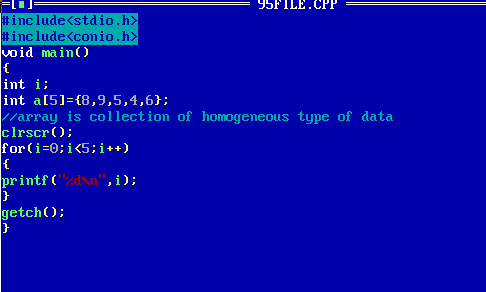 [■] 95FILE.CPP
#include<stdio.h>
#include<conio.h>
void main()
{
int i;
int a[5]={8,9,5,4,6};
//array is collection of homogeneous type of data
clrscr();
for(i=0;i<5;i++)
{
printf("%d\n",i);
}
getch();
}